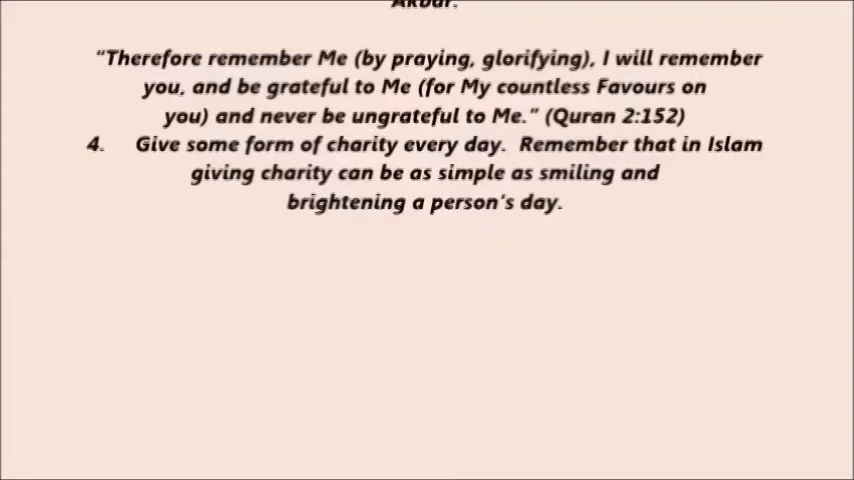 Akbar.
"Therefore remember Me (by praying, glorifying), I will remember
you, and be grateful to Me (for My countless Favours on
you) and never be ungrateful to Me." (Quran 2:152)
4. Give some form of charity every day. Remember that in Islam
giving charity can be as simple as smiling and
brightening a person's day.